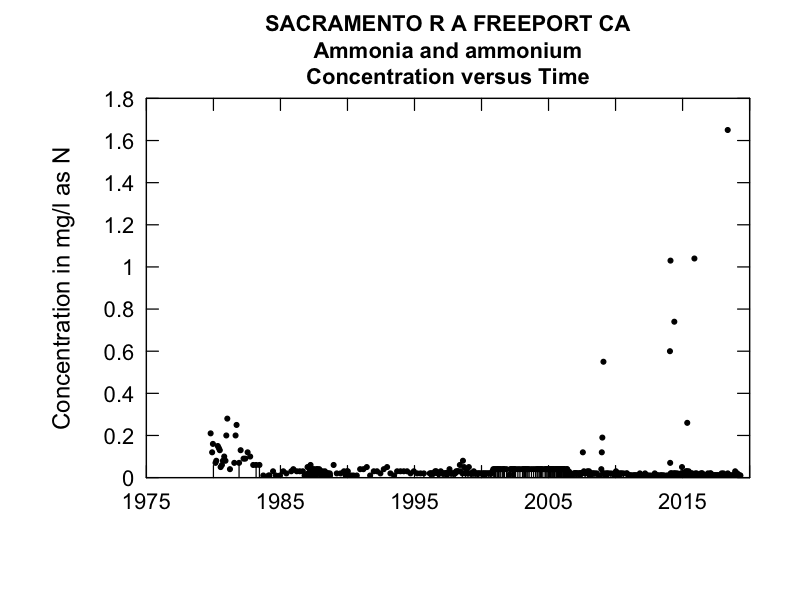 SACRAMENTO R A FREEPORT CA
Ammonia and ammonium
Concentration versus Time
Concentration in mg/l as N
1.8
1.6
1.4
1.2
1
0.8
0.6
0.4
0.2
0
1975 1985 1995 2005 2015